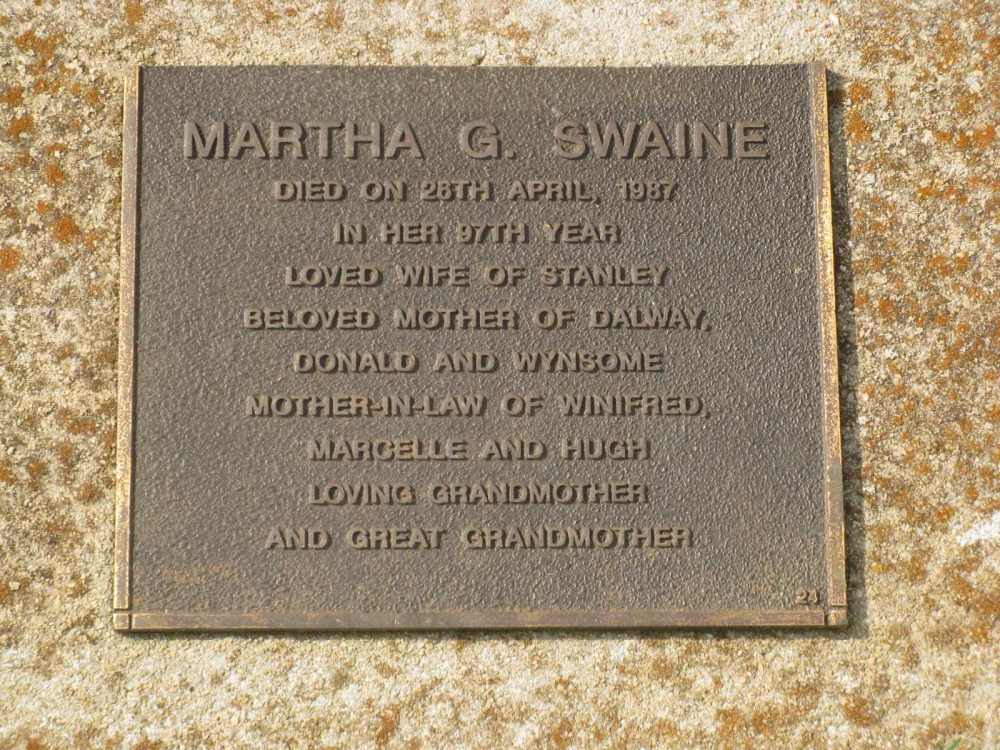 MARTHA G. SWAINE
DIED ON 28TH APRIL, 1987
IN HER 97TH YEAR
LOVED WIFE OF STANLEY
BELOVED MOTHER OF DALWAY,
DONALD AND WYNSOME
MOTHER-IN-LAW OF WINIFRED,
MARCELLE AND HUGH
LOVING GRANDMOTHER
AND GREAT GRANDMOTHER
24